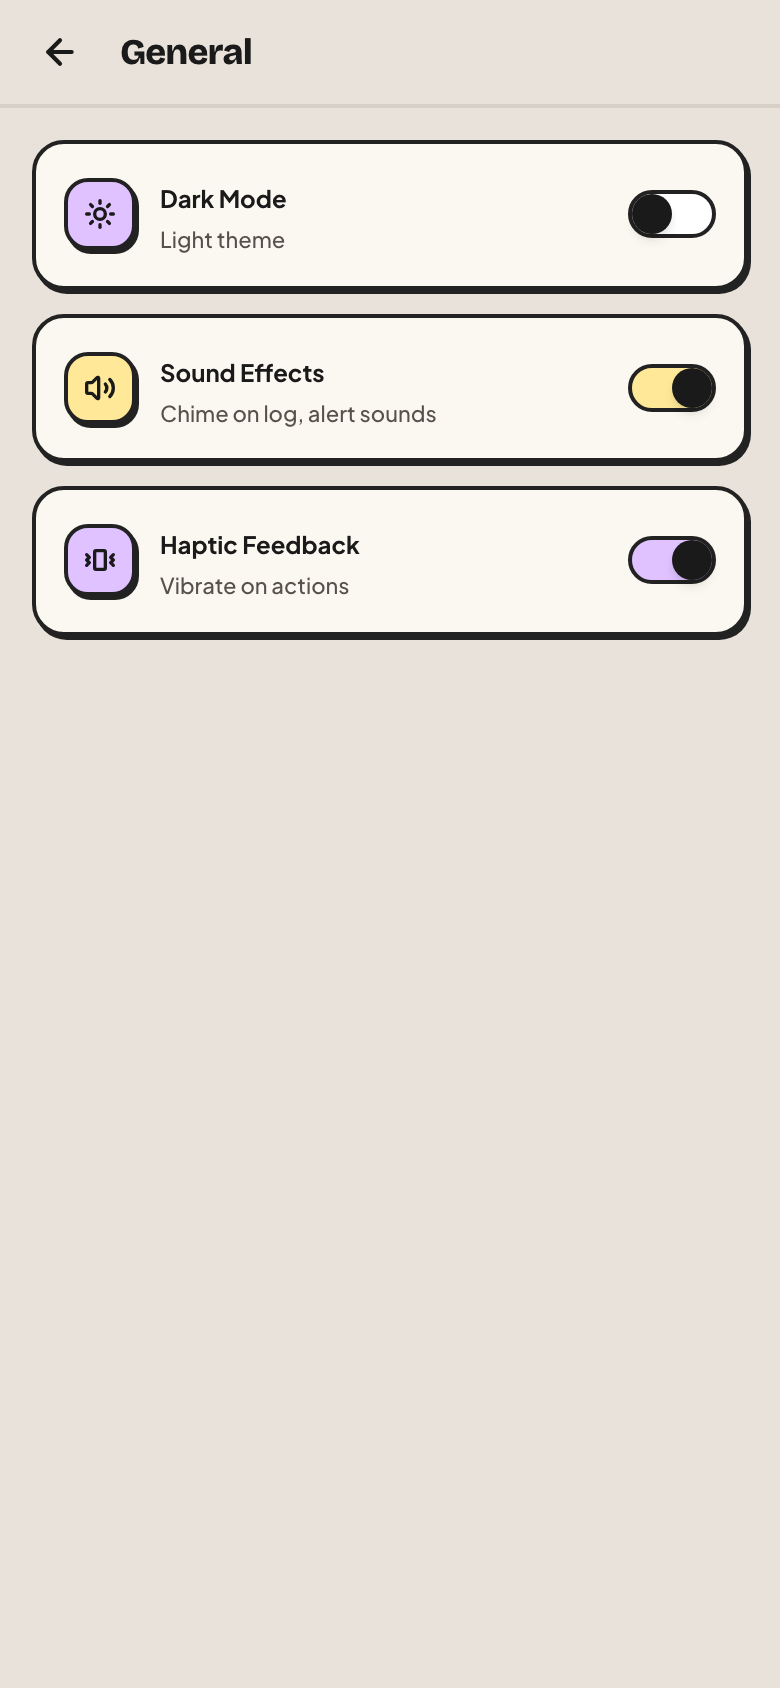 General
Dark Mode
Light theme
Sound Effects
Chime on log, alert sounds
Haptic Feedback
Vibrate on actions